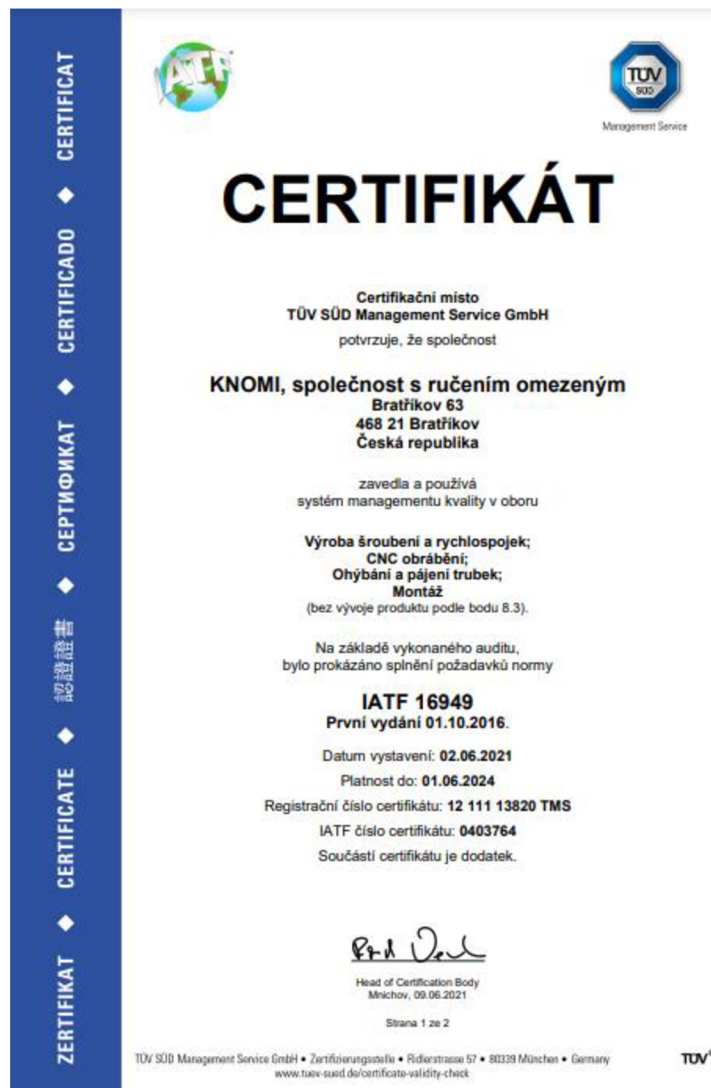 IATF
TÜV
SÜD
Management Service
CERTIFIKÁT
Certifikační místo
TÜV SÜD Management Service GmbH
potvrzuje, že společnost
KNOMI, společnost s ručením omezeným
Bratříkov 63
468 21 Bratříkov
Česká republika
zavedla a používá
systém managementu kvality v oboru
Výroba šroubení a rychlospojek;
CNC obrábění;
Ohýbání a pájení trubek;
Montáž
(bez vývoje produktu podle bodu 8.3).
Na základě vykonaného auditu,
bylo prokázáno splnění požadavků normy
IATF 16949
První vydání 01.10.2016.
Datum vystavení: 02.06.2021
Platnost do: 01.06.2024
Registrační číslo certifikátu: 12 111 13820 TMS
IATF číslo certifikátu: 0403764
Součástí certifikátu je dodatek.
Head of Certification Body
Mnichov, 09.06.2021
Strana 1 ze 2
TÜV SÜD Management Service GmbH • Zertifizierungsstelle • Ridlerstrasse 57 • 80339 München • Germany
www.tuev-sued.de/certificate-validity-check
TÜV®
ZERTIFIKAT ◆ CERTIFICATE ◆ 認證證書 ◆ СЕРТИФИКАТ ◆ CERTIFICADO ◆ CERTIFICAT